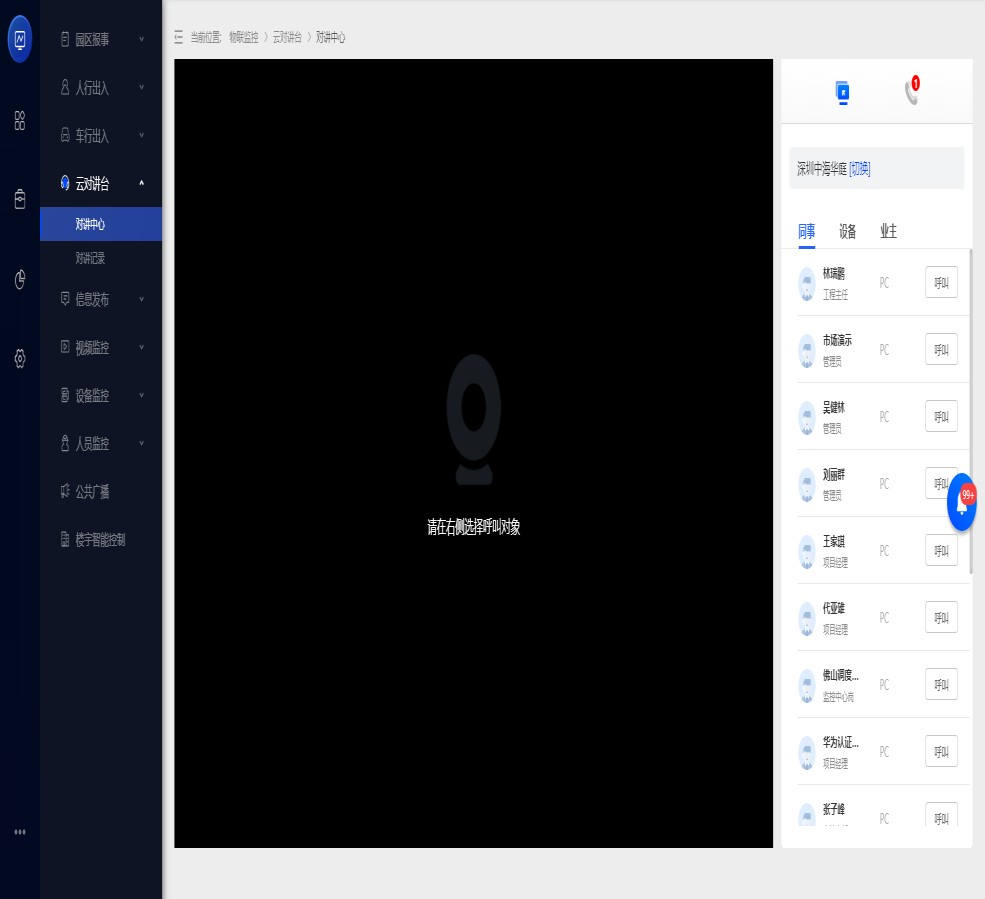 园区报事
人行出入
车行出入
云对讲台
对讲中心
对讲记录
信息发布
视频监控
设备监控
人员监控
公共广播
楼宇智能控制
当前位置: 物联监控 > 云对讲台 > 对讲中心
请在右侧选择呼叫对象
1
深圳中海华庭 [切换]
同事 设备 业主
林瑞鹏 PC 呼叫
工程主任
市场演示 PC 呼叫
管理员
吴健林 PC 呼叫
管理员
刘丽群 PC 呼叫
管理员
99+
王家琪 PC 呼叫
项目经理
代亚雄 PC 呼叫
项目经理
佛山调度... PC 呼叫
监控中心岗
华为认证... PC 呼叫
项目经理
张子峰 PC 呼叫